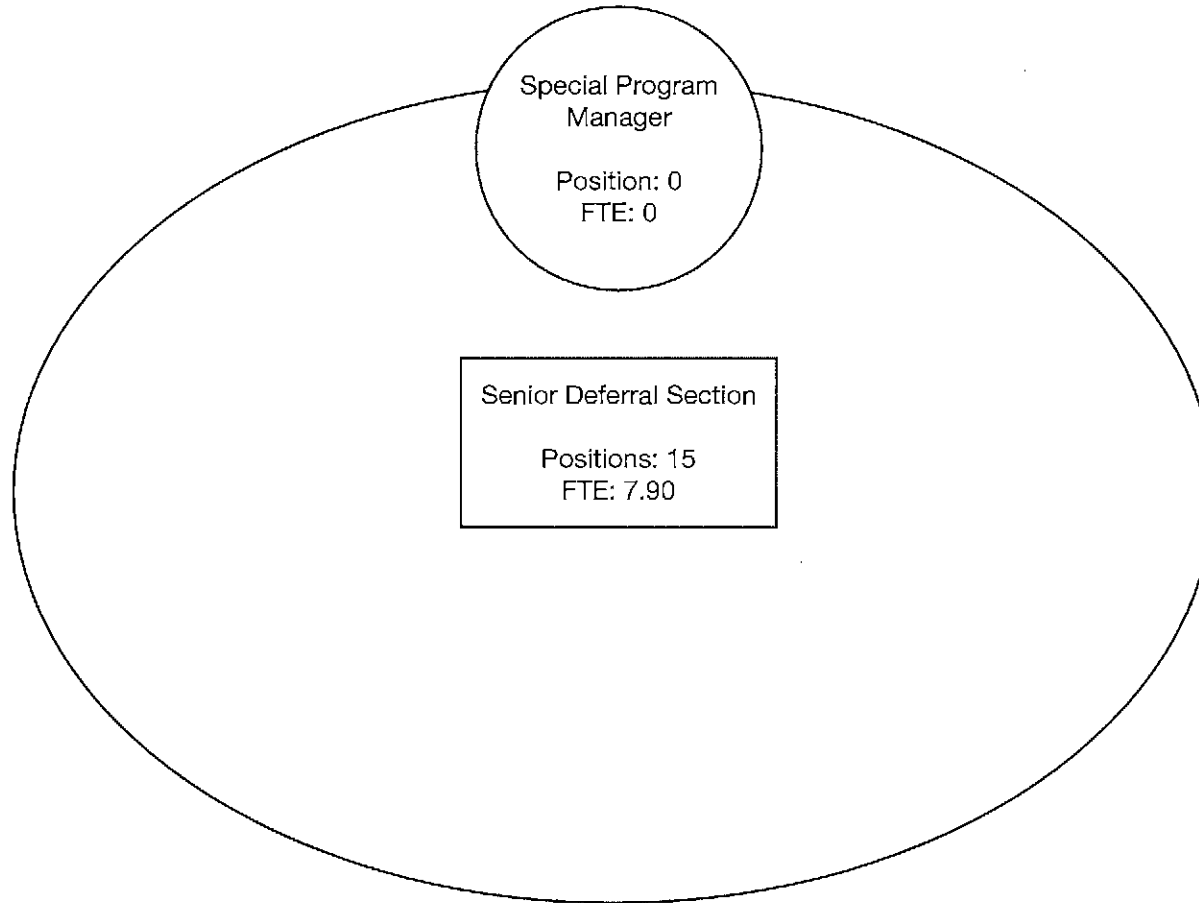 Special Program
Manager
Position: 0
FTE: 0
Senior Deferral Section
Positions: 15
FTE: 7.90